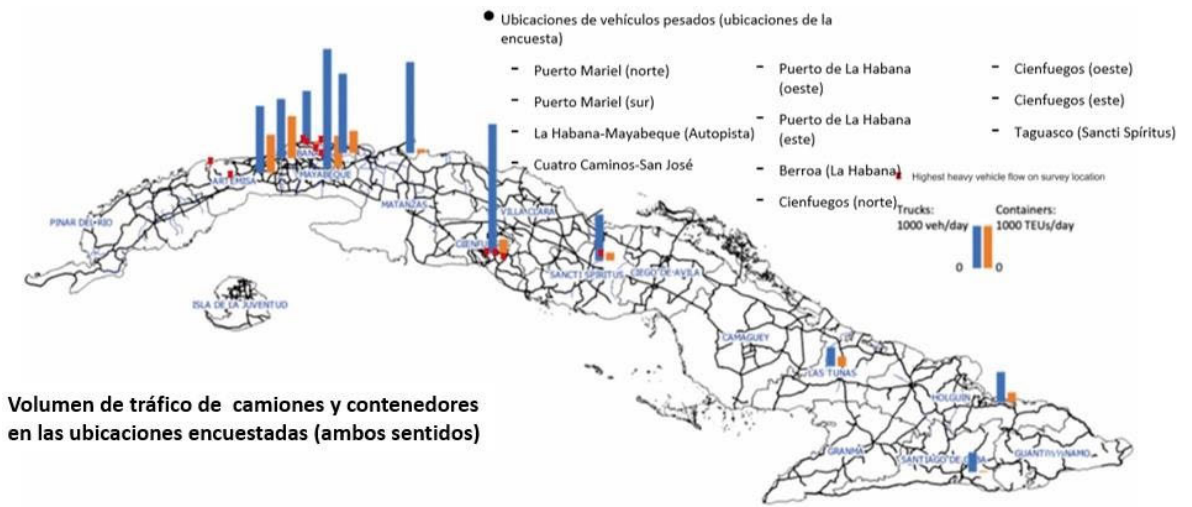 ● Ubicaciones de vehículos pesados (ubicaciones de la
encuesta)
- Puerto Mariel (norte)
- Puerto Mariel (sur)
- La Habana-Mayabeque (Autopista)
- Cuatro Caminos-San José
- Puerto de La Habana
(oeste)
- Puerto de La Habana
(este)
- Berroa (La Habana)
- Cienfuegos (norte)
- Cienfuegos (oeste)
- Cienfuegos (este)
- Taguasco (Sancti Spíritus)
Highest heavy vehicle flow on survey location
Trucks:
1000 veh/day
Containers:
1000 TEUs/day
0
0
PINAR DEL RIO
ARTEMISA
MAYABEQUE
MATANZAS
VILLA CLARA
SANCTI SPIRITUS
CIEGO DE AVILA
ISLA DE LA JUVENTUD
CAMAGUEY
LAS TUNAS
HOLGUIN
GRANMA
SANTIAGO DE
Volumen de tráfico de camiones y contenedores
en las ubicaciones encuestadas (ambos sentidos)